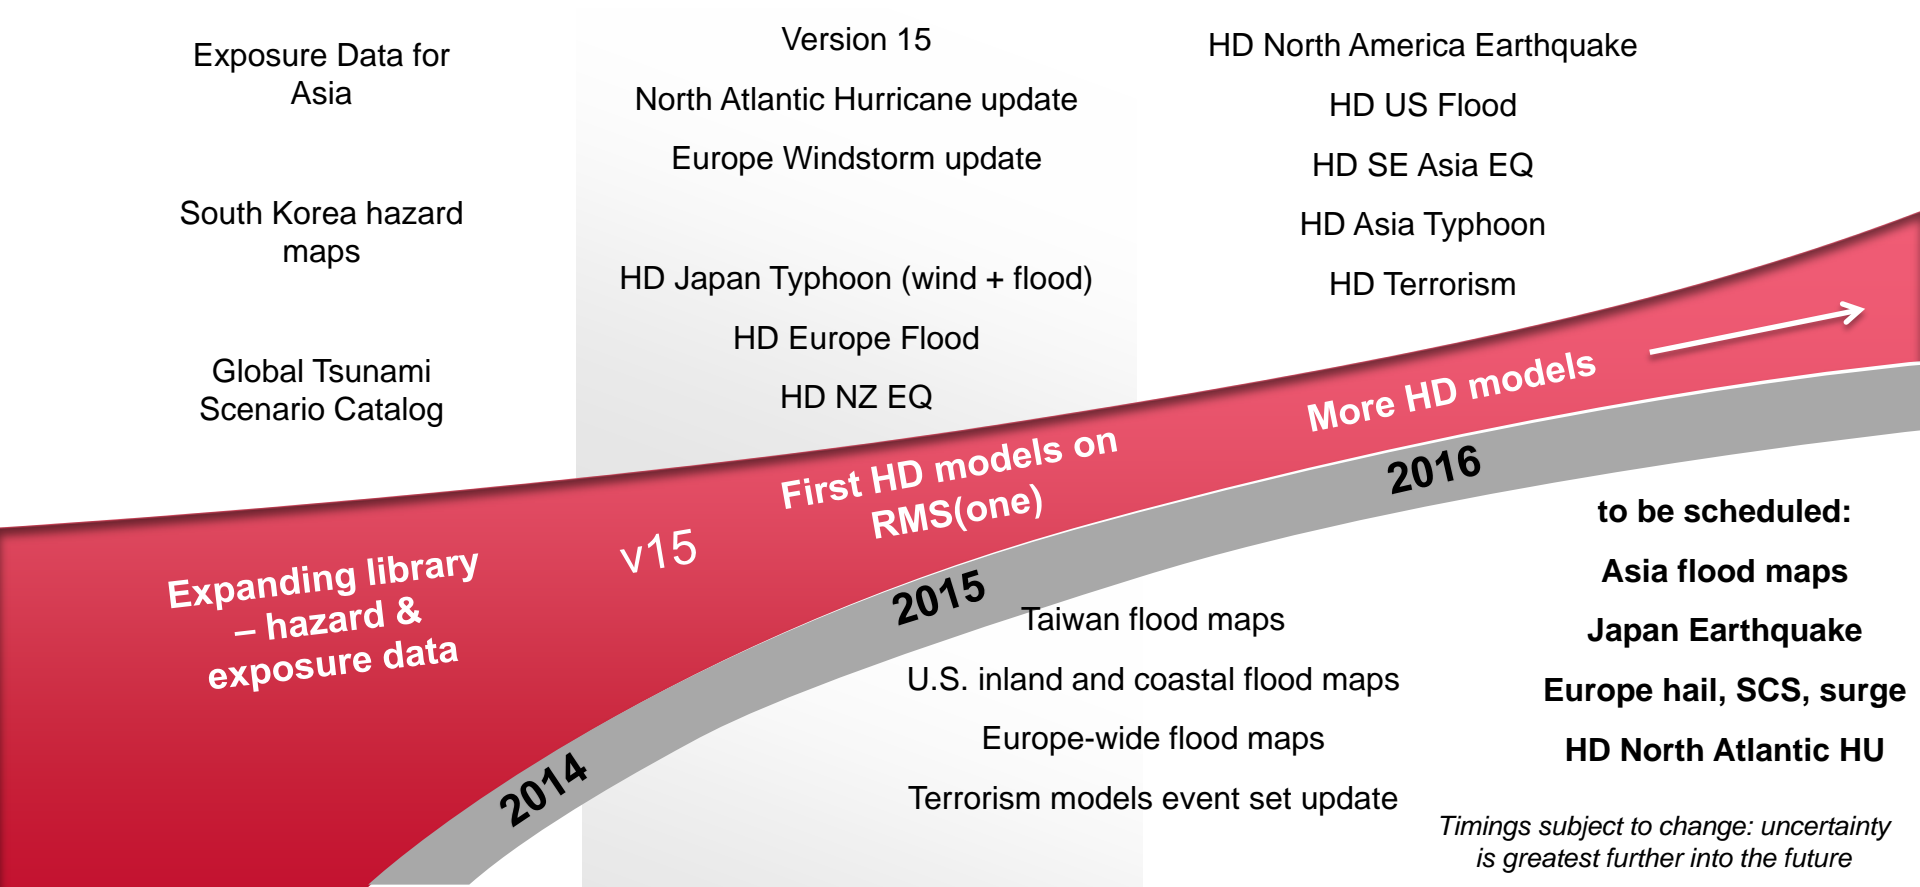 Exposure Data for
Asia
South Korea hazard
maps
Global Tsunami
Scenario Catalog
Version 15
North Atlantic Hurricane update
Europe Windstorm update
HD Japan Typhoon (wind + flood)
HD Europe Flood
HD NZ EQ
HD North America Earthquake
HD US Flood
HD SE Asia EQ
HD Asia Typhoon
HD Terrorism
Expanding library
– hazard &
exposure data
v15
First HD models on
RMS(one)
More HD models
2014
2015
2016
Taiwan flood maps
U.S. inland and coastal flood maps
Europe-wide flood maps
Terrorism models event set update
to be scheduled:
Asia flood maps
Japan Earthquake
Europe hail, SCS, surge
HD North Atlantic HU
Timings subject to change: uncertainty
is greatest further into the future